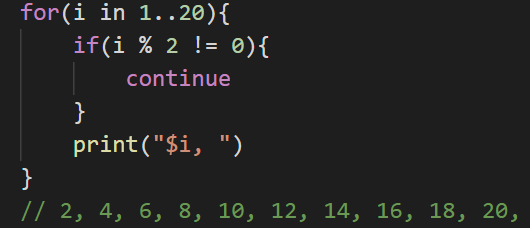 for(i in 1..20){
    if(i % 2 != 0){
        continue
    }
    print("$i, ")
}
// 2, 4, 6, 8, 10, 12, 14, 16, 18, 20,